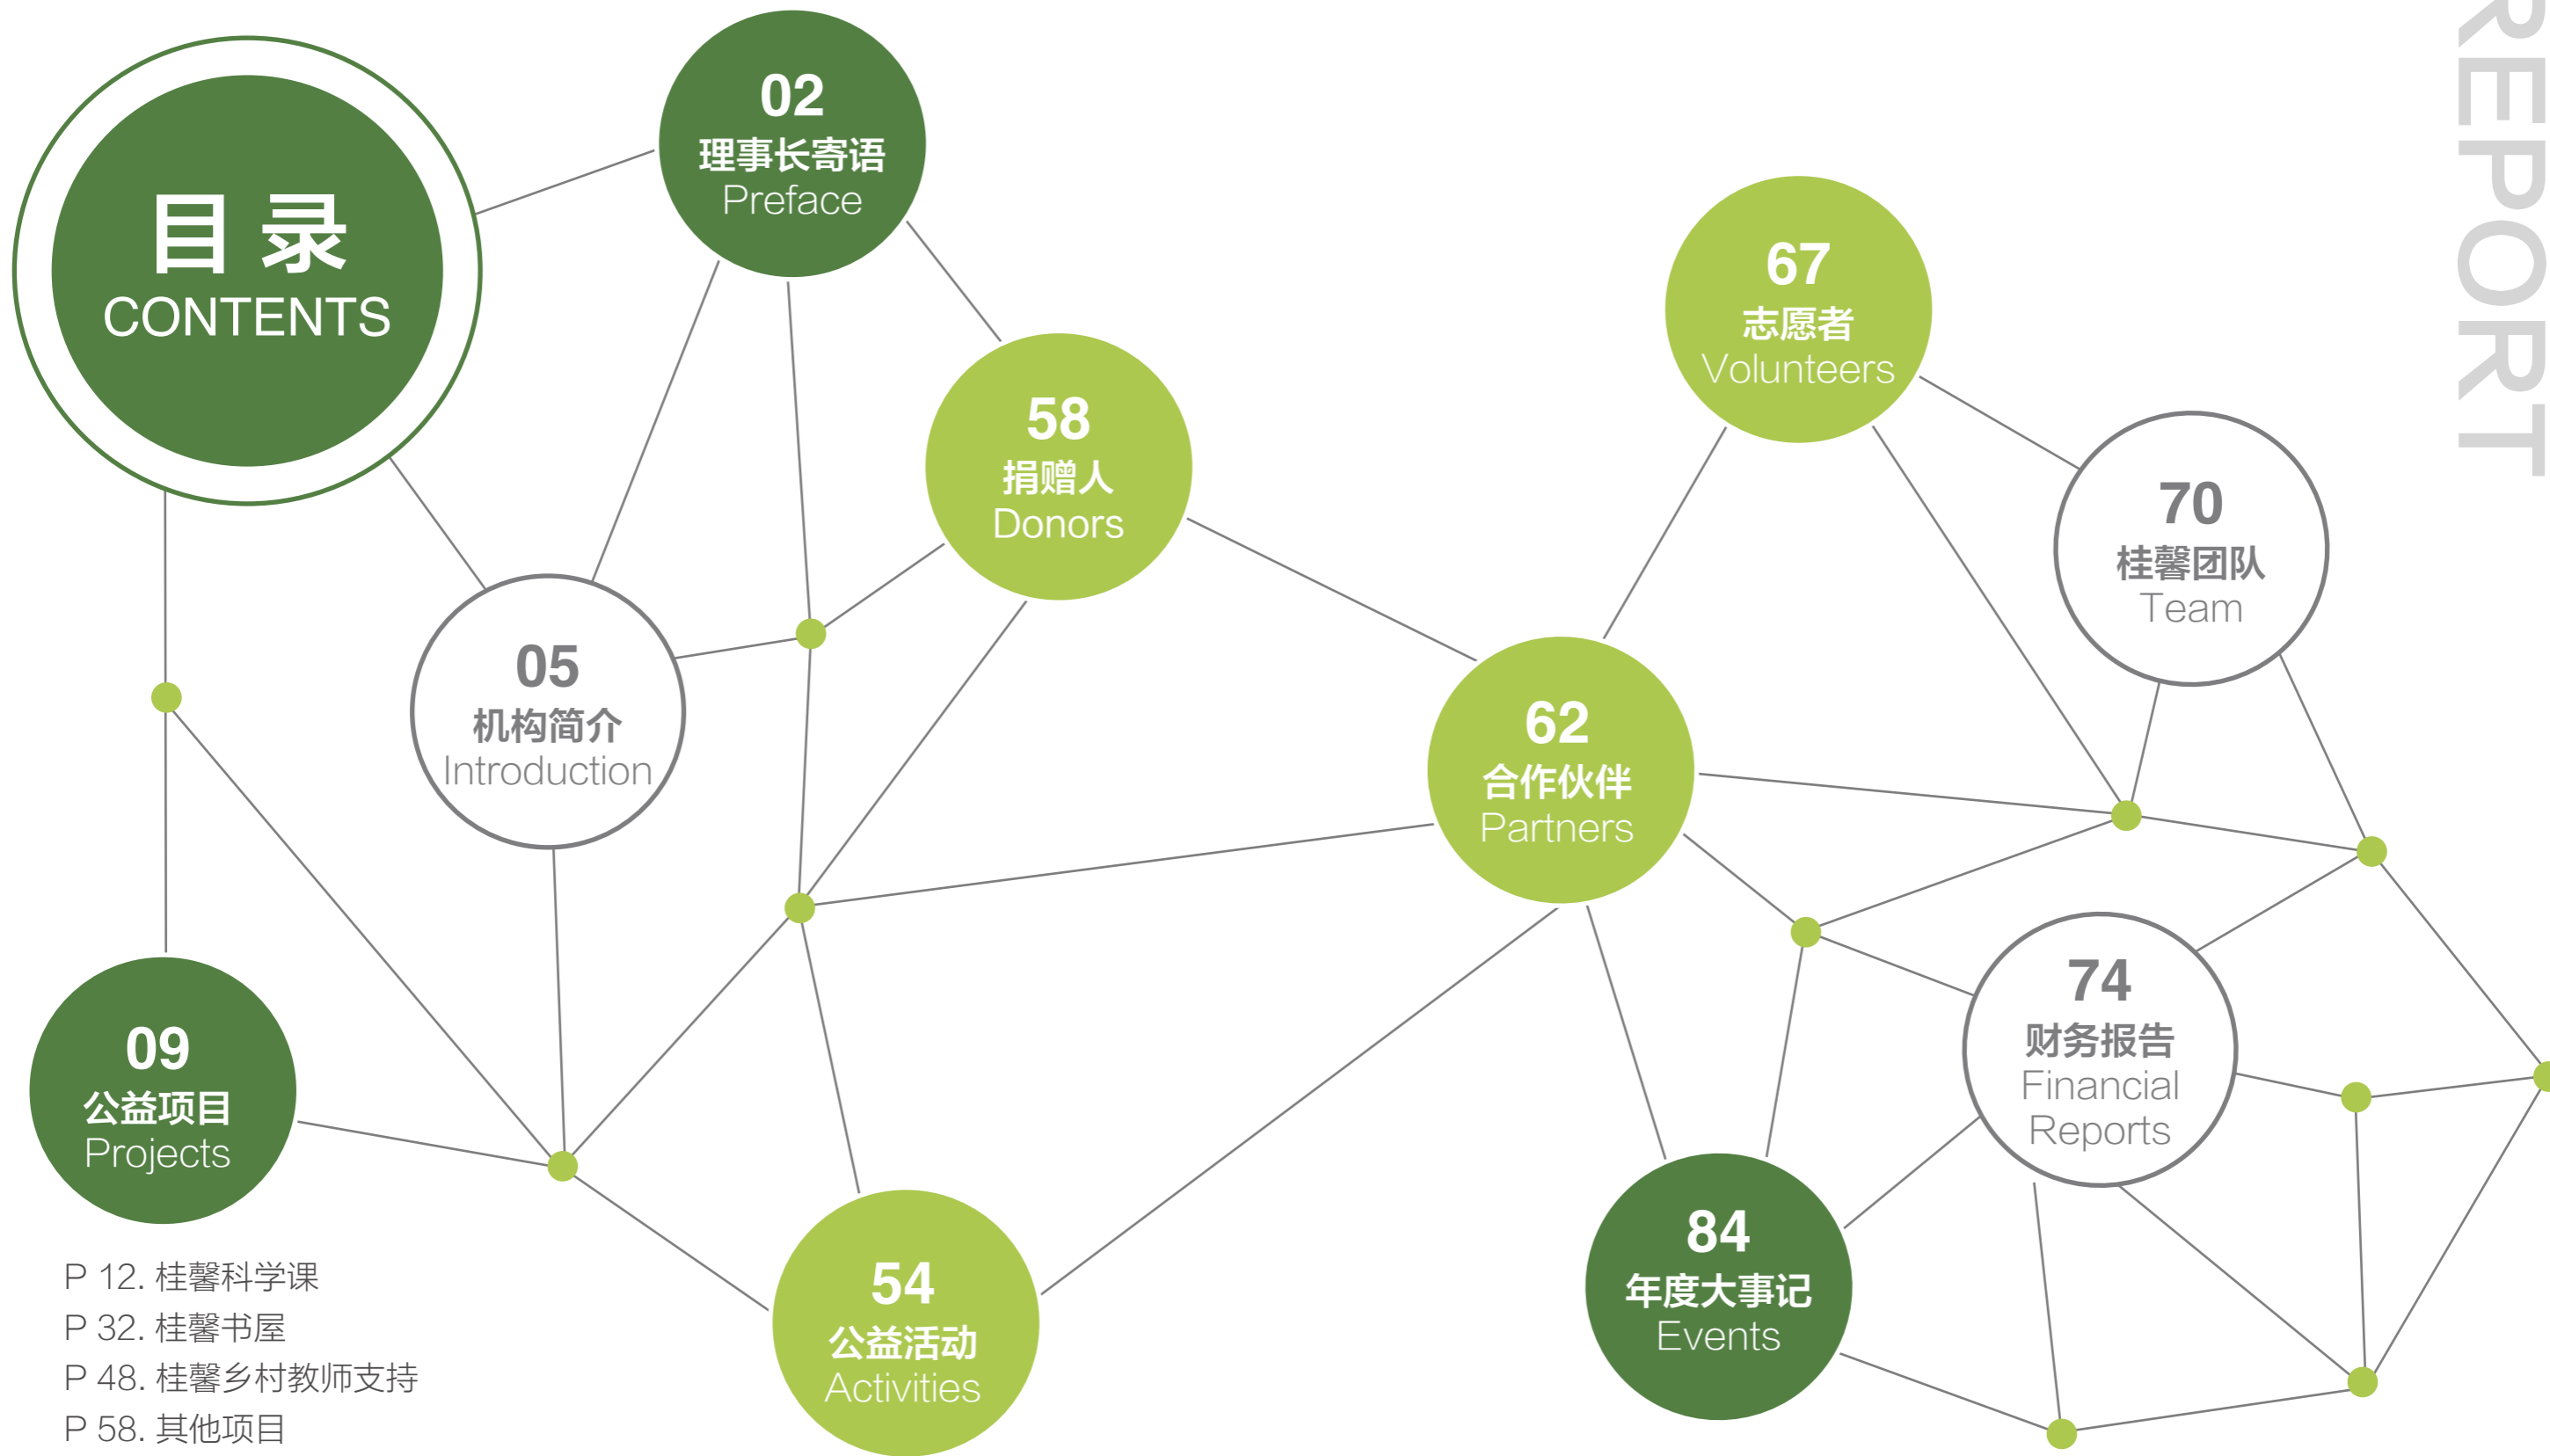 目录
CONTENTS
02
理事长寄语
Preface
05
机构简介
Introduction
09
公益项目
Projects
P 12. 桂馨科学课
P 32. 桂馨书屋
P 48. 桂馨乡村教师支持
P 58. 其他项目
54
公益活动
Activities
58
捐赠人
Donors
62
合作伙伴
Partners
67
志愿者
Volunteers
70
桂馨团队
Team
74
财务报告
Financial
Reports
84
年度大事记
Events
REPORT